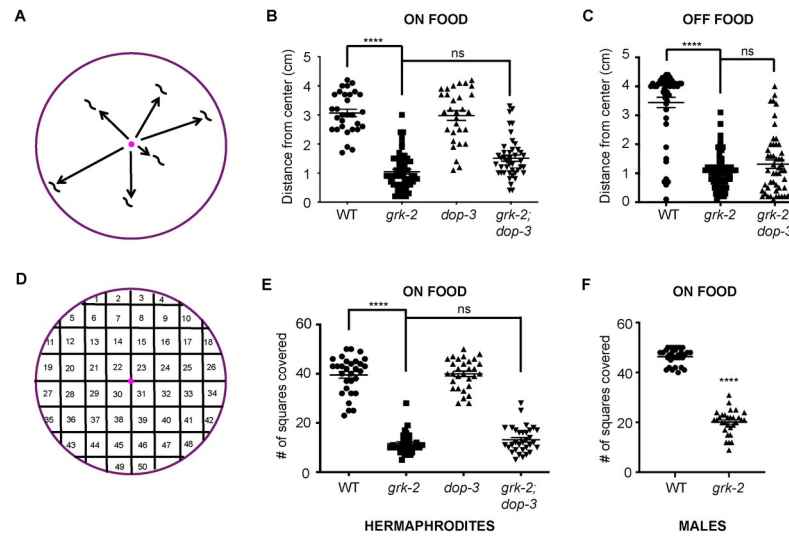 A
B
ON FOOD
Distance from center (cm)
5
4
3
2
1
0
****
ns
WT
grk-2
dop-3
grk-2;
dop-3
C
OFF FOOD
Distance from center (cm)
5
4
3
2
1
0
****
ns
WT
grk-2
grk-2
dop-3
D
1 2 3 4
5 6 7 8 9 10
11 12 13 14 15 16 17 18
19 20 21 22 23 24 25 26
27 28 29 30 31 32 33 34
35 36 37 38 39 40 41 42
43 44 45 46 47 48
49 50
E
ON FOOD
# of squares covered
60
40
20
0
****
ns
WT
grk-2
dop-3
grk-2;
dop-3
HERMAPHRODITES
F
ON FOOD
# of squares covered
60
40
20
0
****
WT
grk-2
MALES